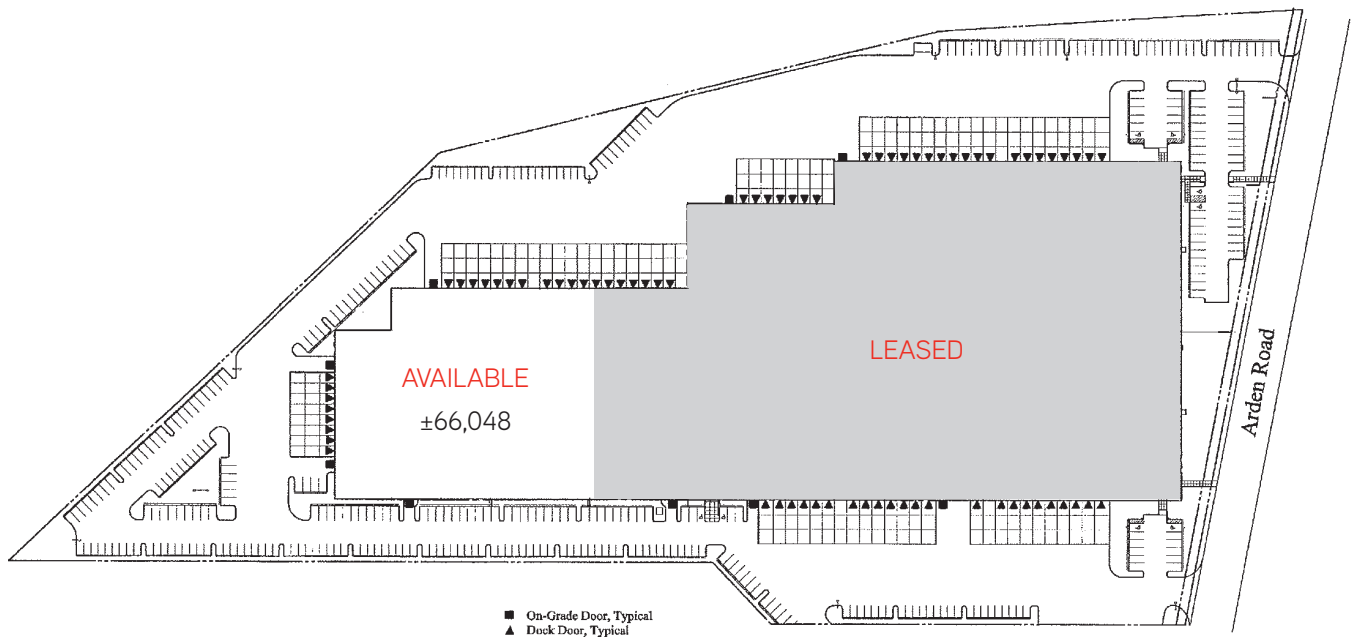 LEASED
AVAILABLE
±66,048
Arden Road
On-Grade Door, Typical
Dock Door, Typical